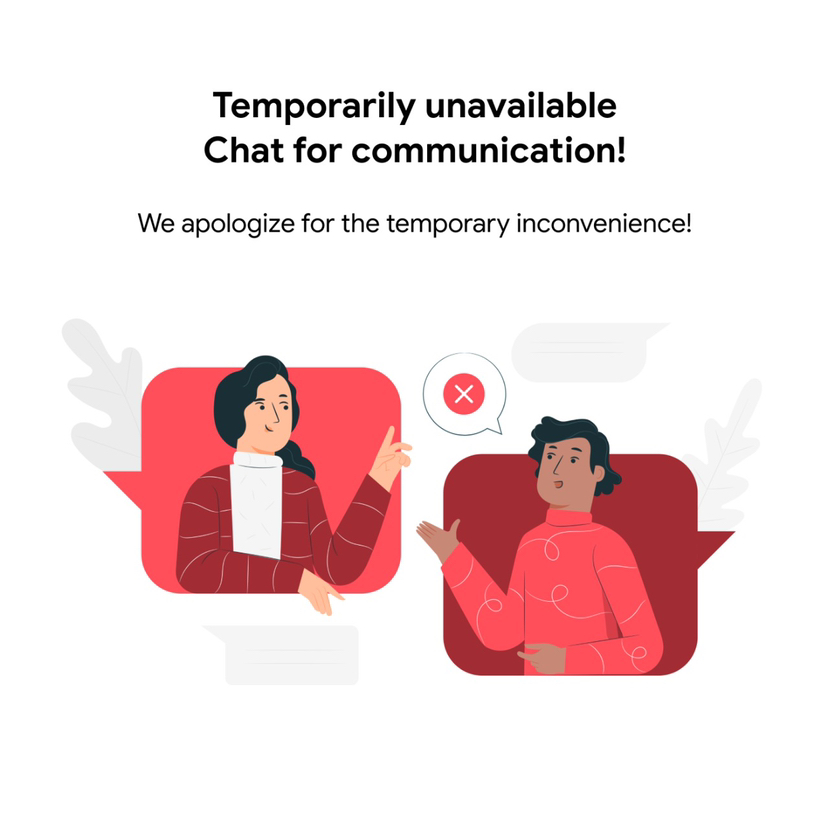 Temporarily unavailable
Chat for communication!
We apologize for the temporary inconvenience!